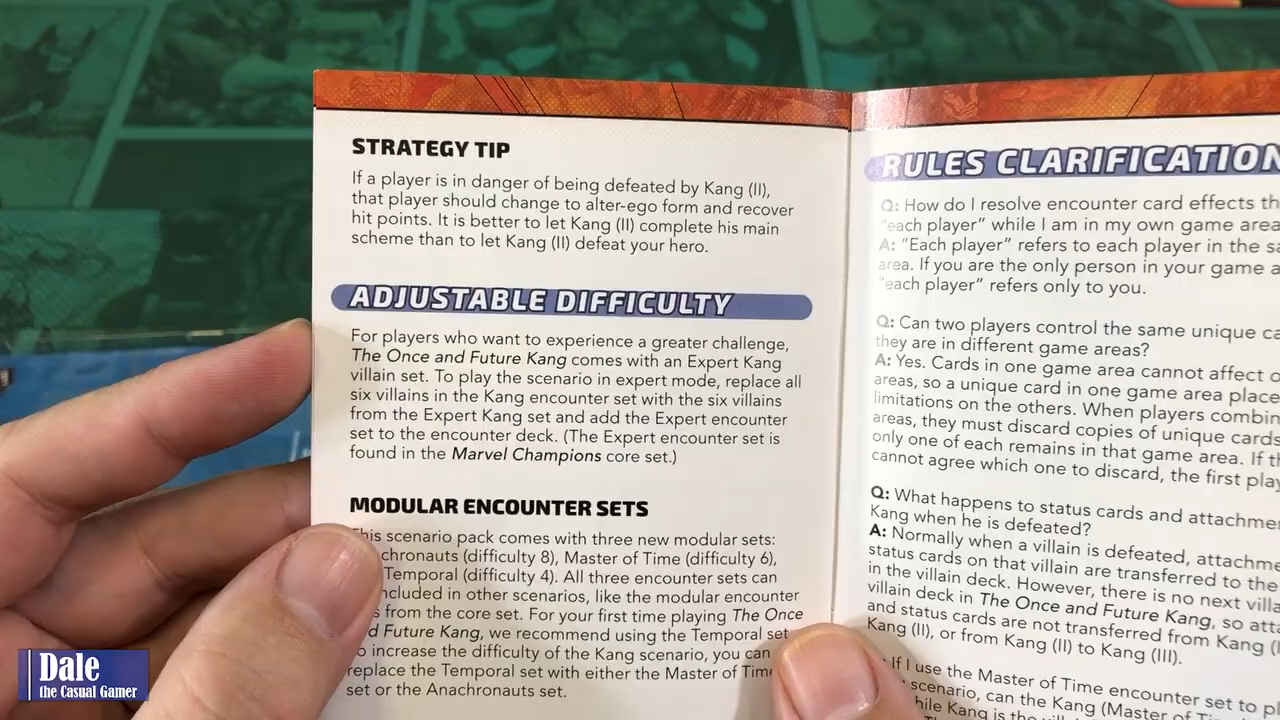 STRATEGY TIP
If a player is in danger of being defeated by Kang (II),
that player should change to alter-ego form and recover
hit points. It is better to let Kang (II) complete his main
scheme than to let Kang (II) defeat your hero.
ADJUSTABLE DIFFICULTY
For players who want to experience a greater challenge,
The Once and Future Kang comes with an Expert Kang
villain set. To play the scenario in expert mode, replace all
six villains in the Kang encounter set with the six villains
from the Expert Kang set and add the Expert encounter
set to the encounter deck. (The Expert encounter set is
found in the Marvel Champions core set.)
MODULAR ENCOUNTER SETS
his scenario pack comes with three new modular sets:
chronauts (difficulty 8), Master of Time (difficulty 6),
Temporal (difficulty 4). All three encounter sets can
ncluded in other scenarios, like the modular encounter
s from the core set. For your first time playing The Once
d Future Kang, we recommend using the Temporal set
o increase the difficulty of the Kang scenario, you can
replace the Temporal set with either the Master of Time
set or the Anachronauts set.
RULES CLARIFICATION
Q: How do I resolve encounter card effects th
"each player" while I am in my own game area
A: "Each player" refers to each player in the sa
area. If you are the only person in your game a
"each player" refers only to you.
Q: Can two players control the same unique ca
they are in different game areas?
A: Yes. Cards in one game area cannot affect o
areas, so a unique card in one game area place
limitations on the others. When players combin
areas, they must discard copies of unique cards
only one of each remains in that game area. If th
cannot agree which one to discard, the first play
Q: What happens to status cards and attachme
Kang when he is defeated?
A: Normally when a villain is defeated, attachme
status cards on that villain are transferred to the
in the villain deck. However, there is no next villa
villain deck in The Once and Future Kang, so atta
and status cards are not transferred from Kang (I
Kang (II), or from Kang (II) to Kang (III).
If I use the Master of Time encounter set to pl
scenario, can the Kang (Master of T
hile Kang is the vill
Dale
the Casual Gamer